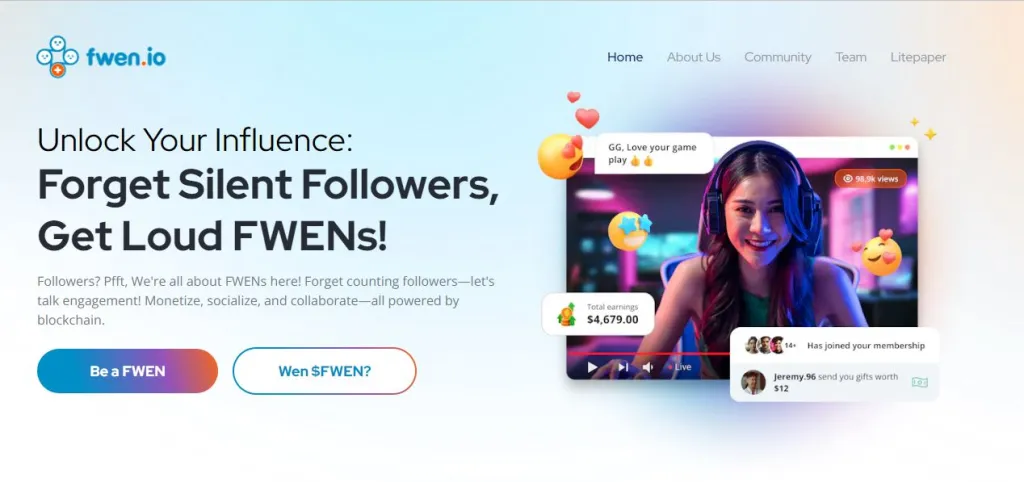 fwen.io
Home About Us Community Team Litepaper
Unlock Your Influence:
Forget Silent Followers,
Get Loud FWENs!
Followers? Pfft, We're all about FWENs here! Forget counting followers—let's
talk engagement! Monetize, socialize, and collaborate—all powered by
blockchain.
Be a FWEN
Wen $FWEN?
GG, Love your game
play 👍 👍
98,9k views
Total earnings
$4,679.00
Live
14+ Has joined your membership
Jeremy.96 send you gifts worth
$12